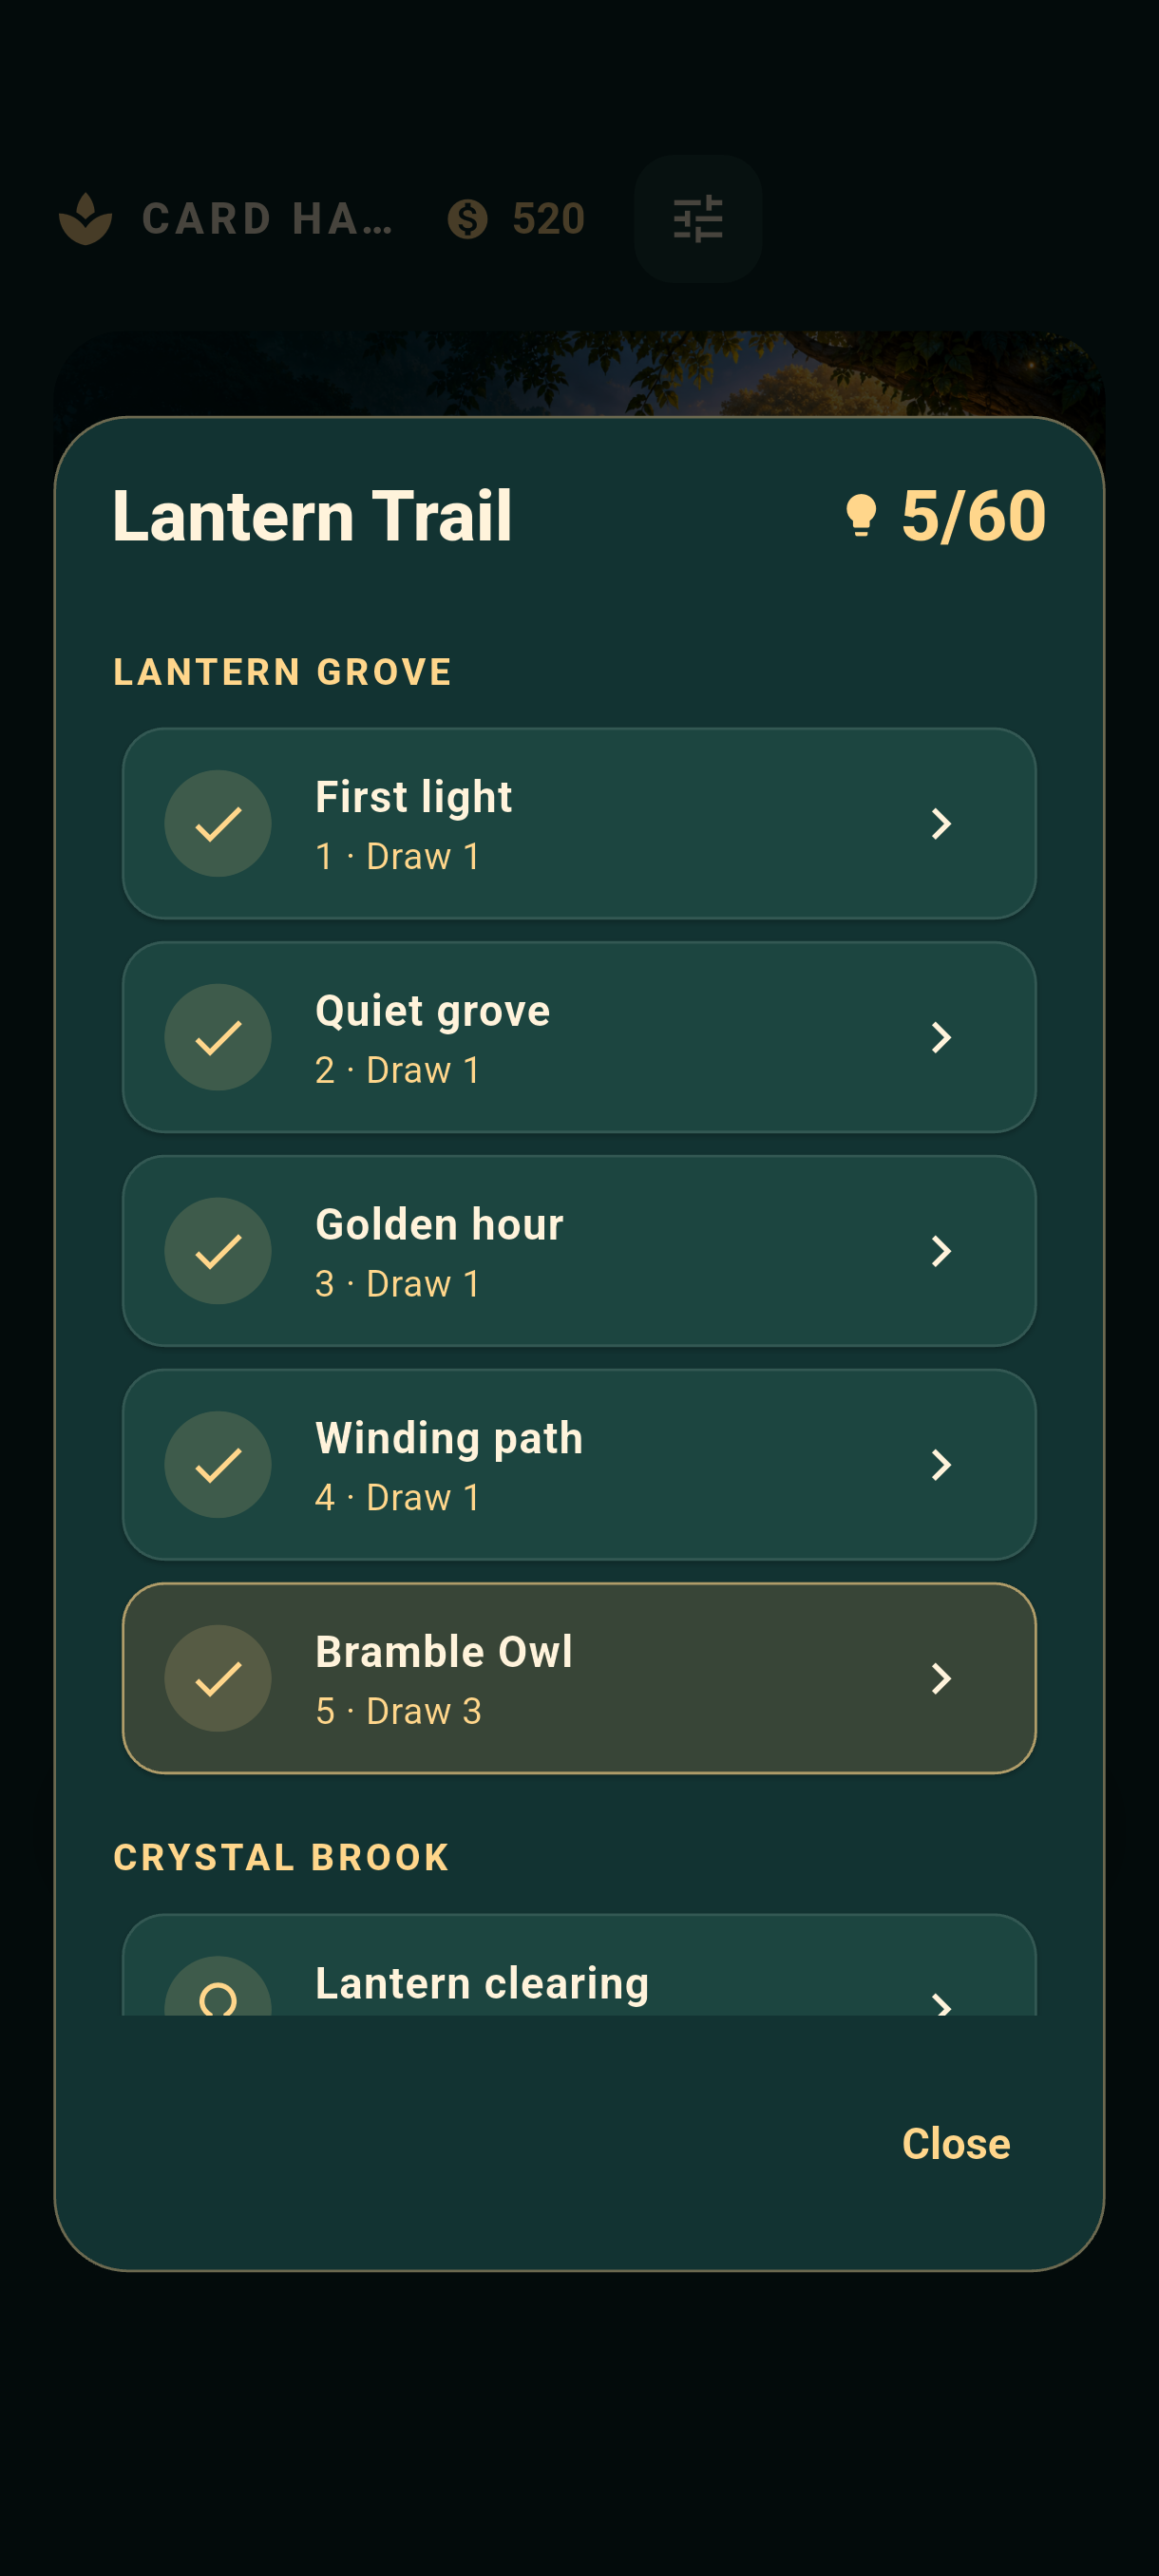 CARD HA… 520
Lantern Trail 5/60
LANTERN GROVE
First light
1 · Draw 1
Quiet grove
2 · Draw 1
Golden hour
3 · Draw 1
Winding path
4 · Draw 1
Bramble Owl
5 · Draw 3
CRYSTAL BROOK
Lantern clearing
Close